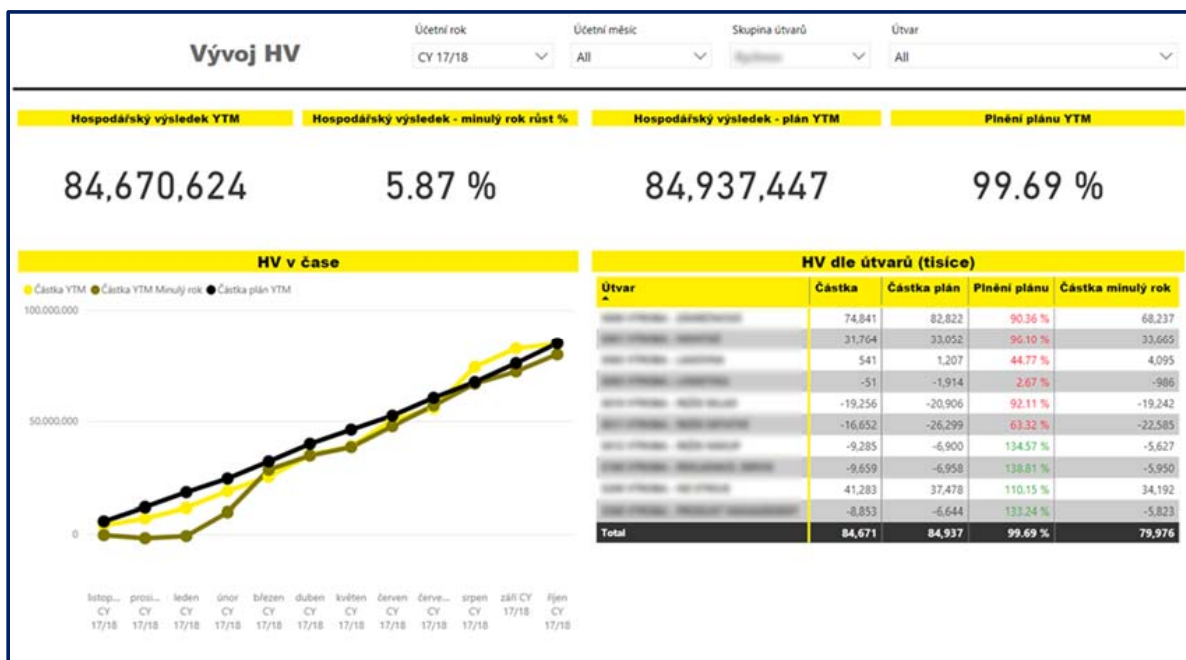 Vývoj HV
Účetní rok
CY 17/18
Účetní měsíc
All
Skupina útvarů
Útvar
All
Hospodářský výsledek YTM
84,670,624
Hospodářský výsledek - minulý rok růst %
5.87 %
Hospodářský výsledek - plán YTM
84,937,447
Plnění plánu YTM
99.69 %
HV v čase
Částka YTM Částka YTM Minulý rok Částka plán YTM
100.000.000
50.000.000
0
listop... CY 17/18
prosi... CY 17/18
leden CY 17/18
únor CY 17/18
březen CY 17/18
duben CY 17/18
květen CY 17/18
červen CY 17/18
červe... CY 17/18
srpen CY 17/18
září CY 17/18
říjen CY 17/18
HV dle útvarů (tisíce)
Útvar Částka Částka plán Plnění plánu Částka minulý rok
74,841 82,822 90.36 % 68,237
31,764 33,052 96.10 % 33,665
541 1,207 44.77 % 4,095
-51 -1,914 2.67 % -986
-19,256 -20,906 92.11 % -19,242
-16,652 -26,299 63.32 % -22,585
-9,285 -6,900 134.57 % -5,627
-9,659 -6,958 138.81 % -5,950
41,283 37,478 110.15 % 34,192
-8,853 -6,644 133.24 % -5,823
Total 84,671 84,937 99.69 % 79,976